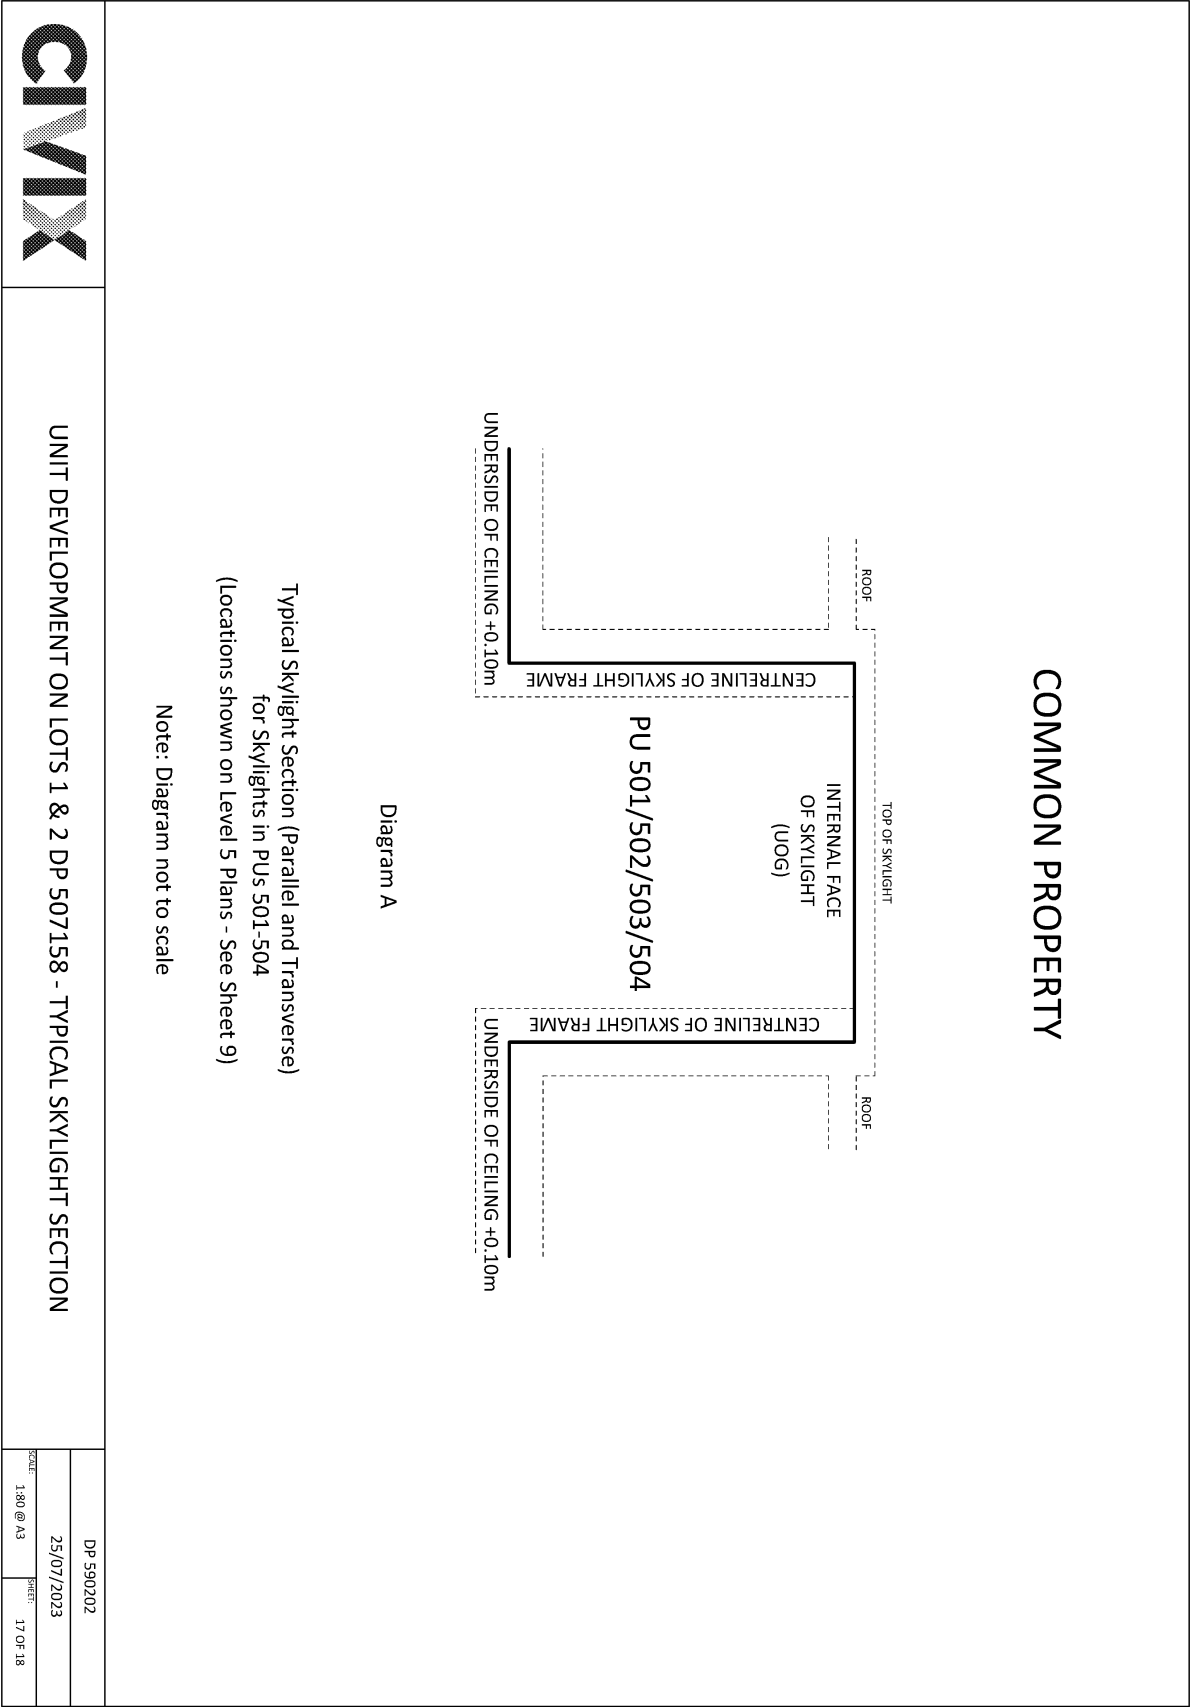 COMMON PROPERTY
TOP OF SKYLIGHT
ROOF
ROOF
INTERNAL FACE
OF SKYLIGHT
(UOG)
CENTRELINE OF SKYLIGHT FRAME
CENTRELINE OF SKYLIGHT FRAME
PU 501/502/503/504
UNDERSIDE OF CEILING +0.10m
UNDERSIDE OF CEILING +0.10m
Diagram A
Typical Skylight Section (Parallel and Transverse)
for Skylights in PUs 501-504
(Locations shown on Level 5 Plans - See Sheet 9)
Note: Diagram not to scale
CIVIX
UNIT DEVELOPMENT ON LOTS 1 & 2 DP 507158 - TYPICAL SKYLIGHT SECTION
DP 590202
25/07/2023
SCALE: 1:80 @ A3
SHEET: 17 OF 18